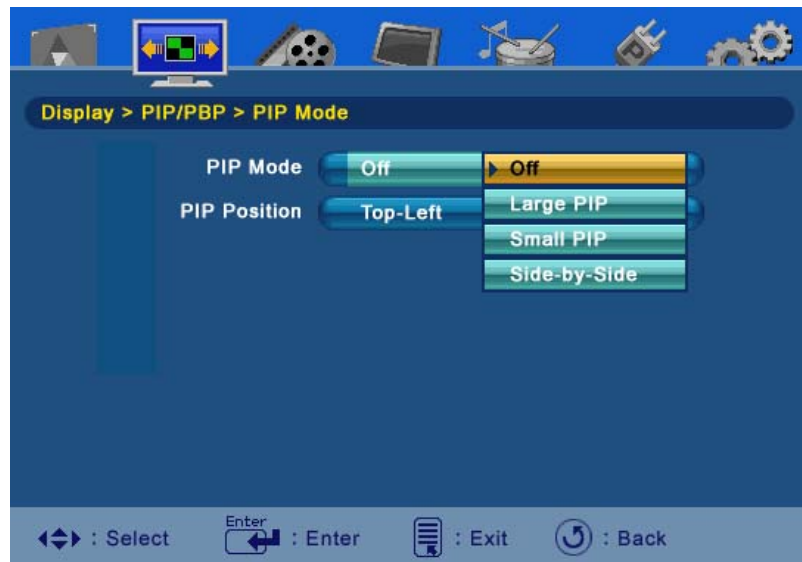 Display > PIP/PBP > PIP Mode
PIP Mode Off Off
PIP Position Top-Left Large PIP
Small PIP
Side-by-Side
: Select Enter : Enter : Exit : Back